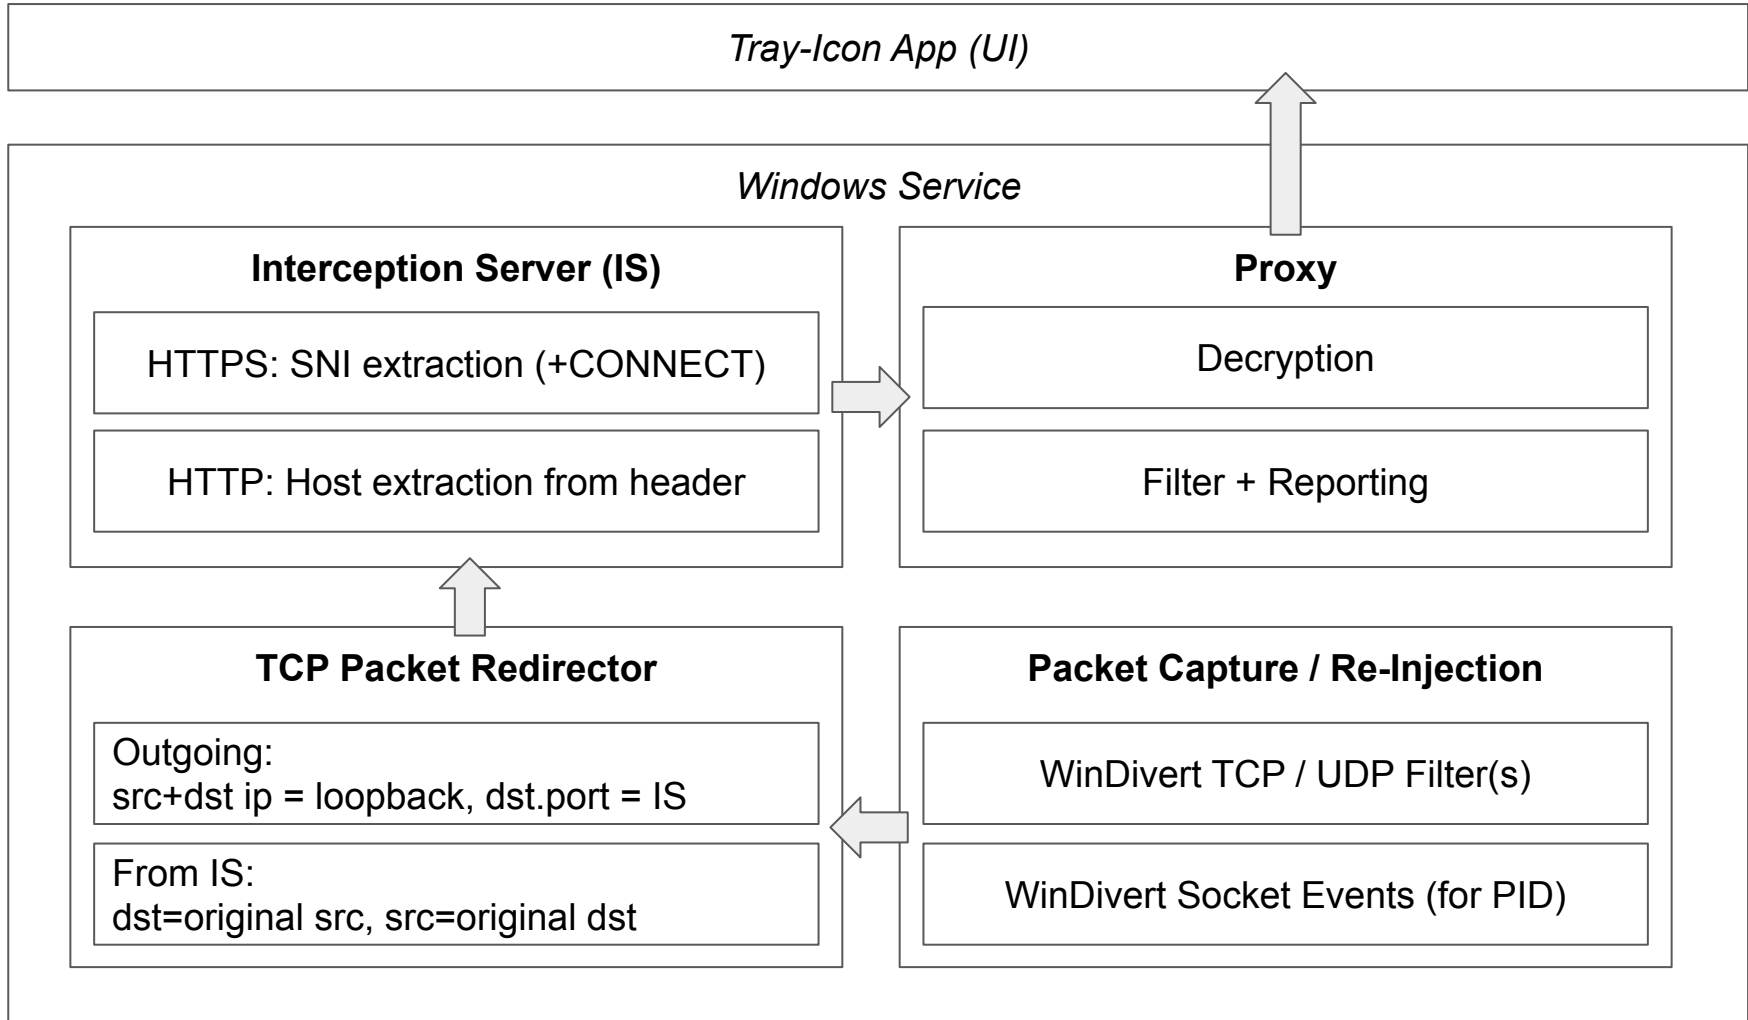 Tray-Icon App (UI)
Windows Service
Interception Server (IS)
HTTPS: SNI extraction (+CONNECT)
HTTP: Host extraction from header
Proxy
Decryption
Filter + Reporting
TCP Packet Redirector
Outgoing:
src+dst ip = loopback, dst.port = IS
From IS:
dst=original src, src=original dst
Packet Capture / Re-Injection
WinDivert TCP / UDP Filter(s)
WinDivert Socket Events (for PID)